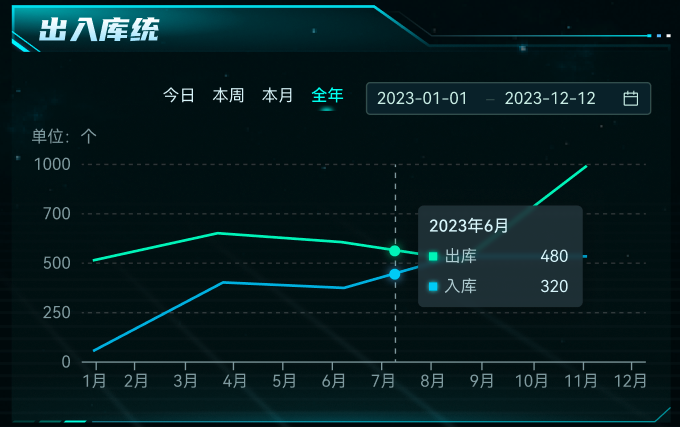 出入库统
今日 本周 本月 全年 2023-01-01 — 2023-12-12
单位：个
1000
700
500
250
0
2023年6月
出库 480
入库 320
1月 2月 3月 4月 5月 6月 7月 8月 9月 10月 11月 12月